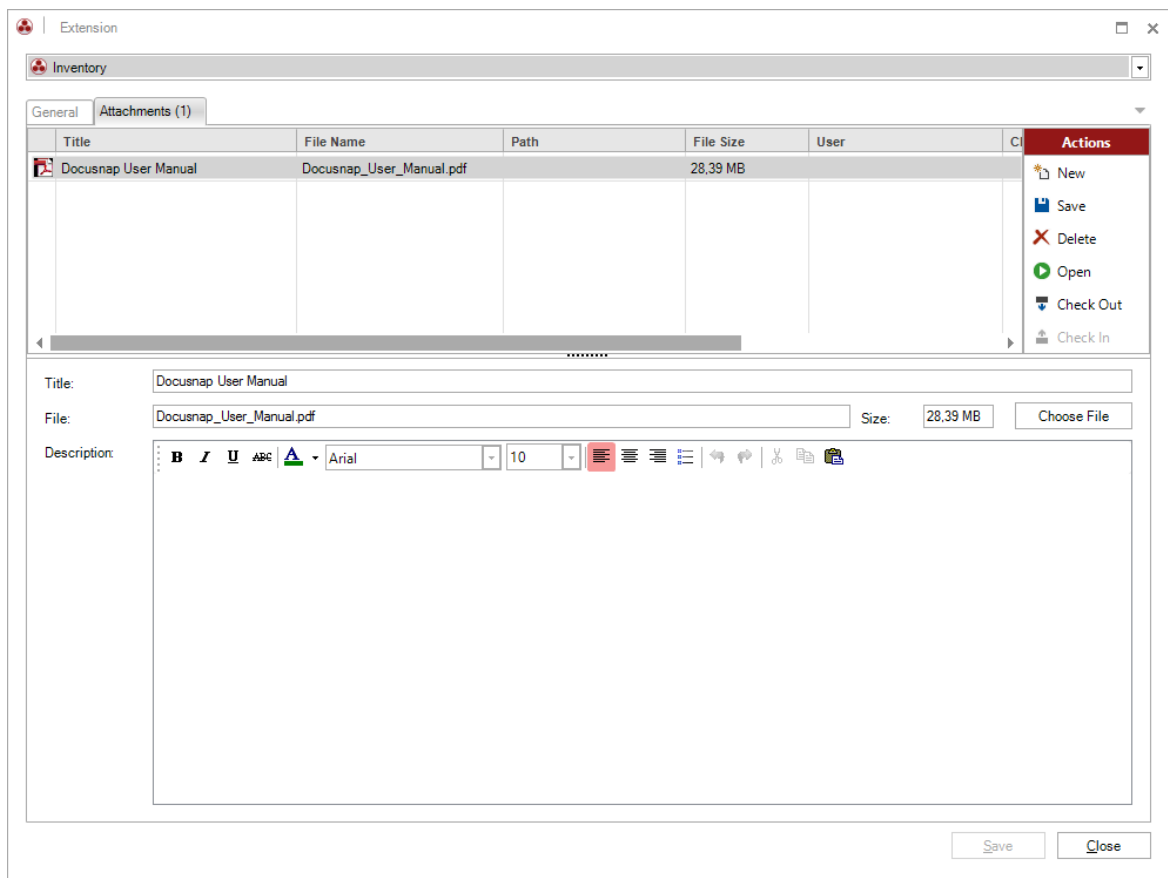 Extension
Inventory
General Attachments (1)
Title File Name Path File Size User Cl Actions
Docusnap User Manual Docusnap_User_Manual.pdf 28,39 MB
New
Save
Delete
Open
Check Out
Check In
Title: Docusnap User Manual
File: Docusnap_User_Manual.pdf Size: 28,39 MB Choose File
Description: B I U ABC A Arial 10
Save Close